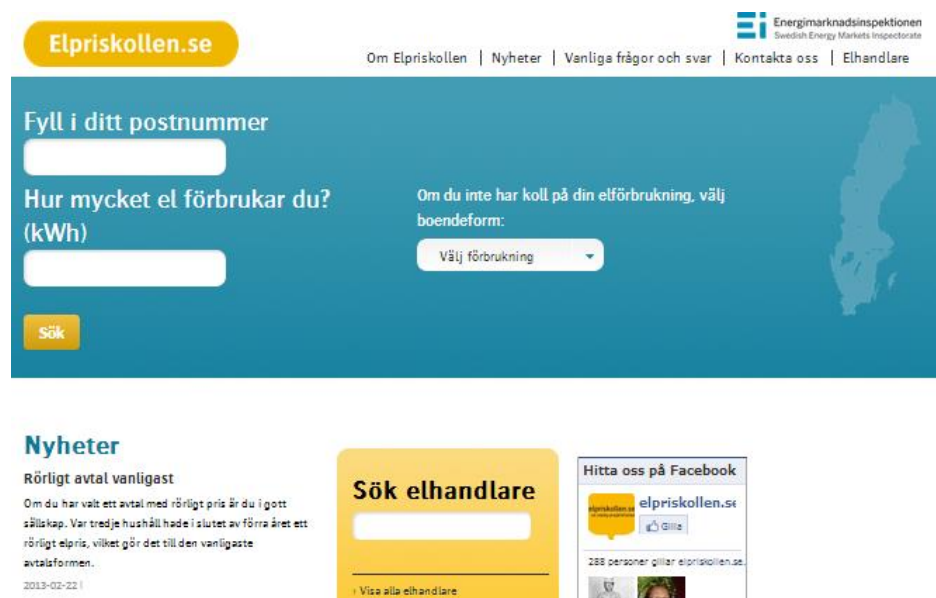 Elpriskollen.se
Energimarknadsinspektionen
Swedish Energy Markets Inspectorate
Om Elpriskollen | Nyheter | Vanliga frågor och svar | Kontakta oss | Elhandlare
Fyll i ditt postnummer
Hur mycket el förbrukar du?
(kWh)
Om du inte har koll på din elförbrukning, välj
boendeform:
Välj förbrukning
Sök
Nyheter
Rörligt avtal vanligast
Om du har valt ett avtal med rörligt pris är du i gott
sällskap. Var tredje hushåll hade i slutet av förra året ett
rörligt elpris, vilket gör det till den vanligaste
avtalsformen.
2013-02-22 |
Sök elhandlare
› Visa alla elhandlare
Hitta oss på Facebook
elpriskollen.se
elpriskollen.se
Gilla
288 personer gillar elpriskollen.se.